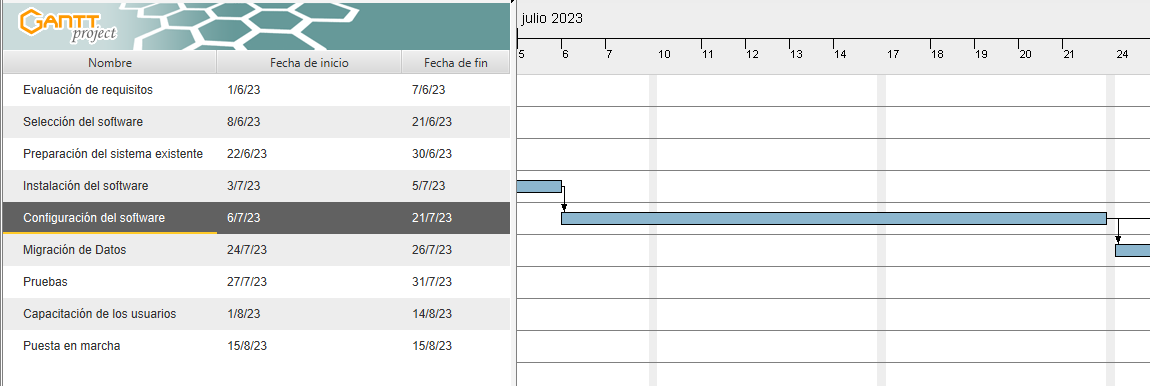 GANTT
project
julio 2023
5 6 7 10 11 12 13 14 17 18 19 20 21 24
Nombre Fecha de inicio Fecha de fin
Evaluación de requisitos 1/6/23 7/6/23
Selección del software 8/6/23 21/6/23
Preparación del sistema existente 22/6/23 30/6/23
Instalación del software 3/7/23 5/7/23
Configuración del software 6/7/23 21/7/23
Migración de Datos 24/7/23 26/7/23
Pruebas 27/7/23 31/7/23
Capacitación de los usuarios 1/8/23 14/8/23
Puesta en marcha 15/8/23 15/8/23